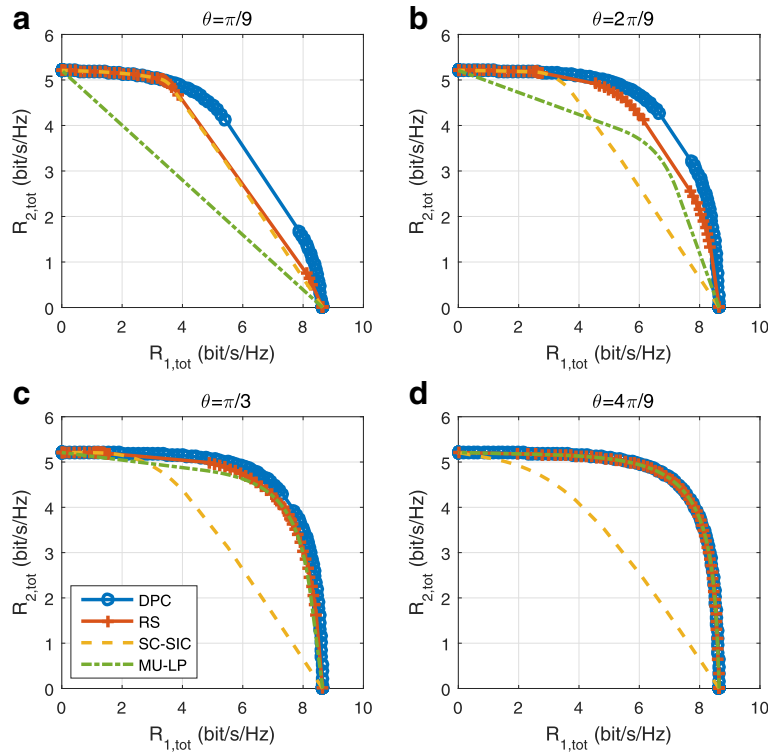 a
θ=π/9
6
5
4
3
2
1
0
R2,tot (bit/s/Hz)
0 2 4 6 8 10
R1,tot (bit/s/Hz)
b
θ=2π/9
6
5
4
3
2
1
0
R2,tot (bit/s/Hz)
0 2 4 6 8 10
R1,tot (bit/s/Hz)
c
θ=π/3
6
5
4
3
2
1
0
R2,tot (bit/s/Hz)
DPC
RS
SC-SIC
MU-LP
0 2 4 6 8 10
R1,tot (bit/s/Hz)
d
θ=4π/9
6
5
4
3
2
1
0
R2,tot (bit/s/Hz)
0 2 4 6 8 10
R1,tot (bit/s/Hz)